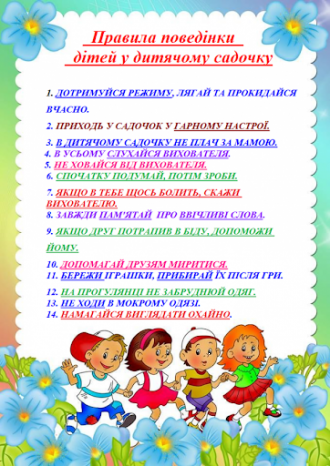 Правила поведінки
дітей у дитячому садочку
1. ДОТРИМУЙСЯ РЕЖИМУ, ЛЯГАЙ ТА ПРОКИДАЙСЯ
ВЧАСНО.
2. ПРИХОДЬ У САДОЧОК У ГАРНОМУ НАСТРОЇ.
3. В ДИТЯЧОМУ САДОЧКУ НЕ ПЛАЧ ЗА МАМОЮ.
4. В УСЬОМУ СЛУХАЙСЯ ВИХОВАТЕЛЯ.
5. НЕ ХОВАЙСЯ ВІД ВИХОВАТЕЛЯ.
6. СПОЧАТКУ ПОДУМАЙ, ПОТІМ ЗРОБИ.
7. ЯКЩО В ТЕБЕ ЩОСЬ БОЛИТЬ, СКАЖИ
ВИХОВАТЕЛЮ.
8. ЗАВЖДИ ПАМ'ЯТАЙ ПРО ВВІЧЛИВІ СЛОВА.
9. ЯКЩО ДРУГ ПОТРАПИВ В БІДУ, ДОПОМОЖИ
ЙОМУ.
10. ДОПОМАГАЙ ДРУЗЯМ МИРИТИСЯ.
11. БЕРЕЖИ ІГРАШКИ, ПРИБИРАЙ ЇХ ПІСЛЯ ГРИ.
12. НА ПРОГУЛЯНЦІ НЕ ЗАБРУДНЮЙ ОДЯГ.
13. НЕ ХОДИ В МОКРОМУ ОДЯЗІ.
14. НАМАГАЙСЯ ВИГЛЯДАТИ ОХАЙНО.